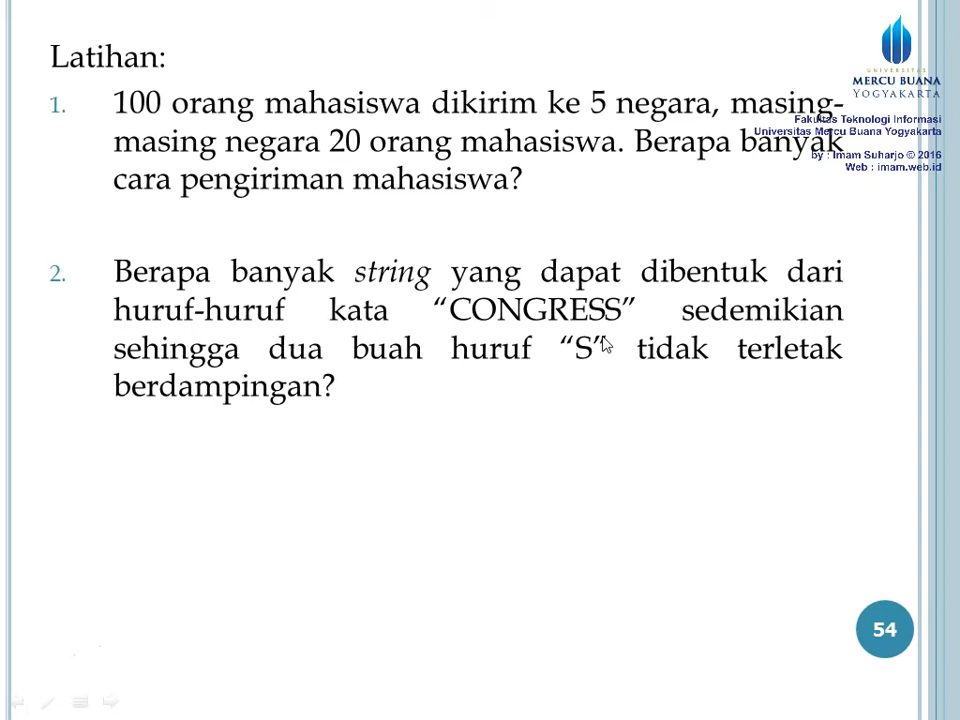 Latihan:
1. 100 orang mahasiswa dikirim ke 5 negara, masing-
masing negara 20 orang mahasiswa. Berapa banyak
cara pengiriman mahasiswa?
2. Berapa banyak string yang dapat dibentuk dari
huruf-huruf kata “CONGRESS” sedemikian
sehingga dua buah huruf “S” tidak terletak
berdampingan?
UNIVERSITAS
MERCU BUANA
YOGYAKARTA
Fakultas Teknologi Informasi
Universitas Mercu Buana Yogyakarta
by : Imam Suharjo © 2016
Web : imam.web.id
54